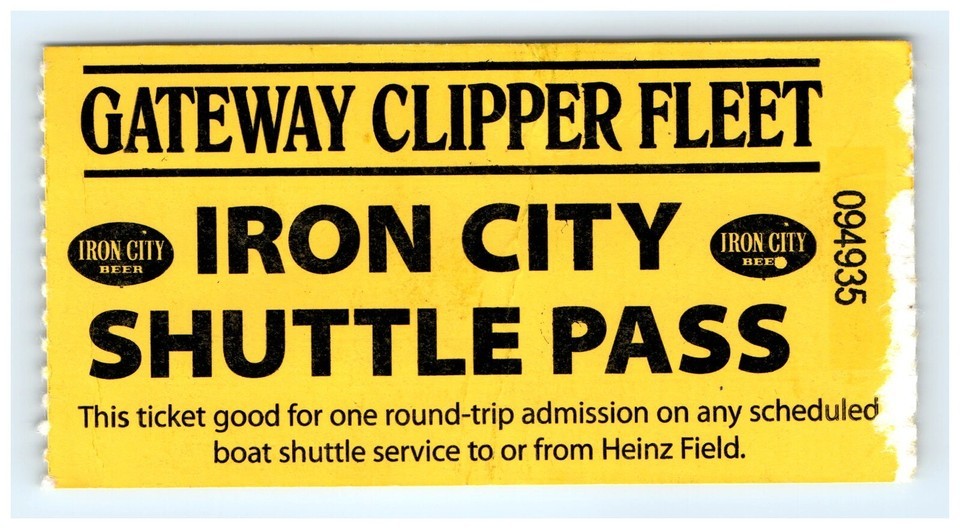 GATEWAY CLIPPER FLEET
IRON CITY
IRON CITY
BEER
IRON CITY
BEE
SHUTTLE PASS
This ticket good for one round-trip admission on any scheduled
boat shuttle service to or from Heinz Field.
094935